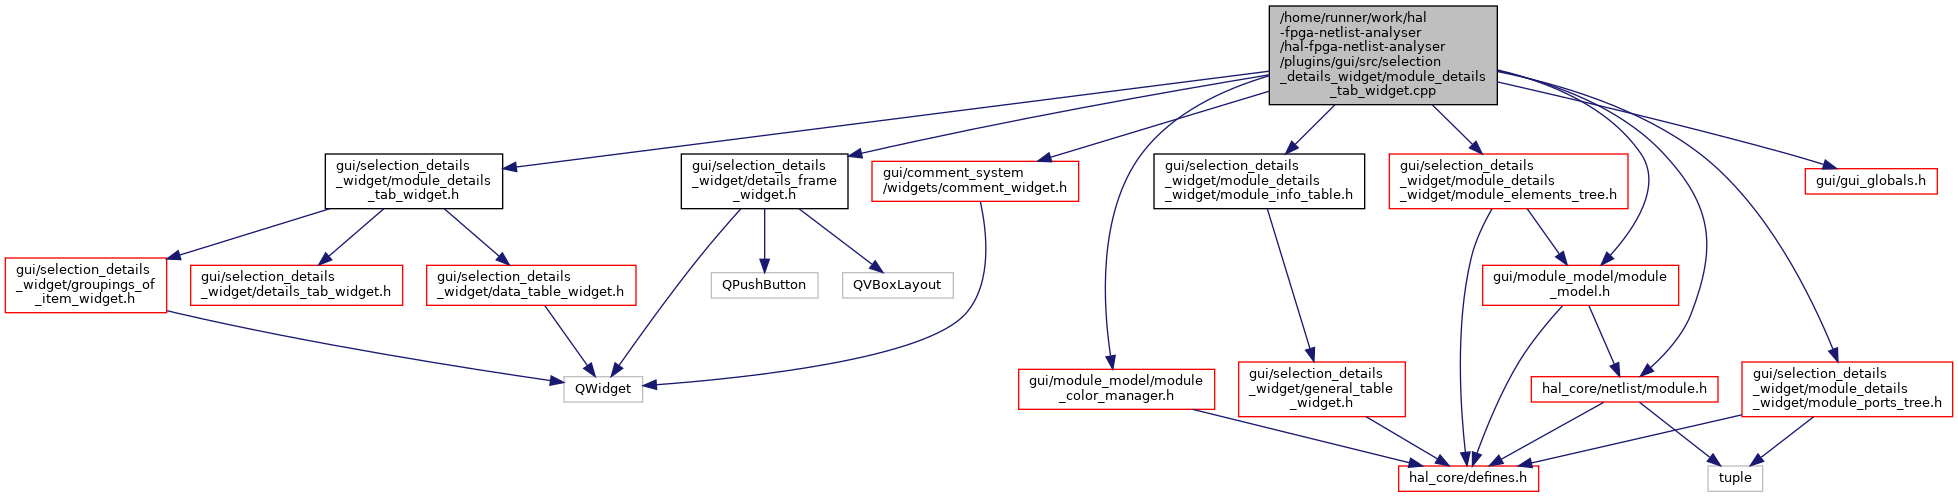 /home/runner/work/hal
-fpga-netlist-analyser
/hal-fpga-netlist-analyser
/plugins/gui/src/selection
_details_widget/module_details
_tab_widget.cpp
gui/selection_details
_widget/module_details
_tab_widget.h
gui/selection_details
_widget/details_frame
_widget.h
gui/comment_system
/widgets/comment_widget.h
gui/selection_details
_widget/module_details
_widget/module_info_table.h
gui/selection_details
_widget/module_details
_widget/module_elements_tree.h
gui/gui_globals.h
gui/selection_details
_widget/groupings_of
_item_widget.h
gui/selection_details
_widget/details_tab_widget.h
gui/selection_details
_widget/data_table_widget.h
QPushButton
QVBoxLayout
gui/module_model/module
_model.h
QWidget
gui/module_model/module
_color_manager.h
gui/selection_details
_widget/general_table
_widget.h
hal_core/netlist/module.h
gui/selection_details
_widget/module_details
_widget/module_ports_tree.h
hal_core/defines.h
tuple